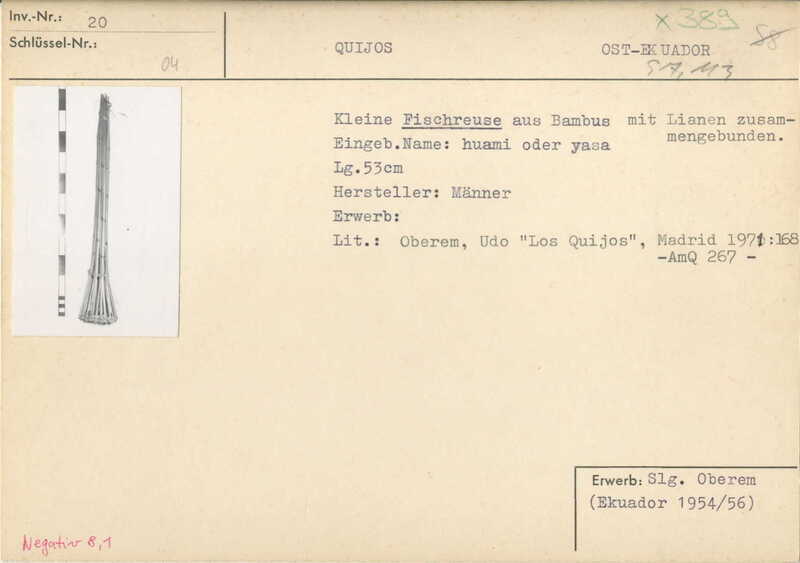 Inv.-Nr.: 20
Schlüssel-Nr.: 04
QUIJOS
OST-EKUADOR
x 389
88
SA, 113
Kleine Fischreuse aus Bambus mit Lianen zusam-
mengebunden.
Eingeb.Name: huami oder yasa
Lg.53cm
Hersteller: Männer
Erwerb:
Lit.: Oberem, Udo "Los Quijos", Madrid 1971:168
-AmQ 267 -
Erwerb: Slg. Oberem
(Ekuador 1954/56)
Negativ 8,1